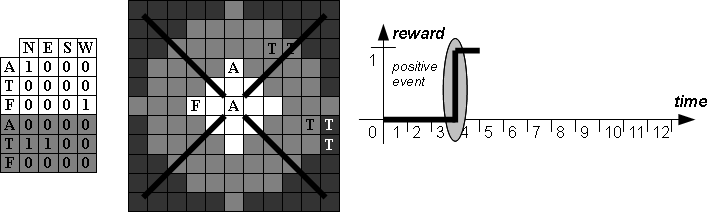 N E S W
A 1 0 0 0
T 0 0 0 0
F 0 0 0 1
A 0 0 0 0
T 1 1 0 0
F 0 0 0 0
T T
A
F A
T T
T
reward
1
positive
event
time
0 1 2 3 4 5 6 7 8 9 10 11 12